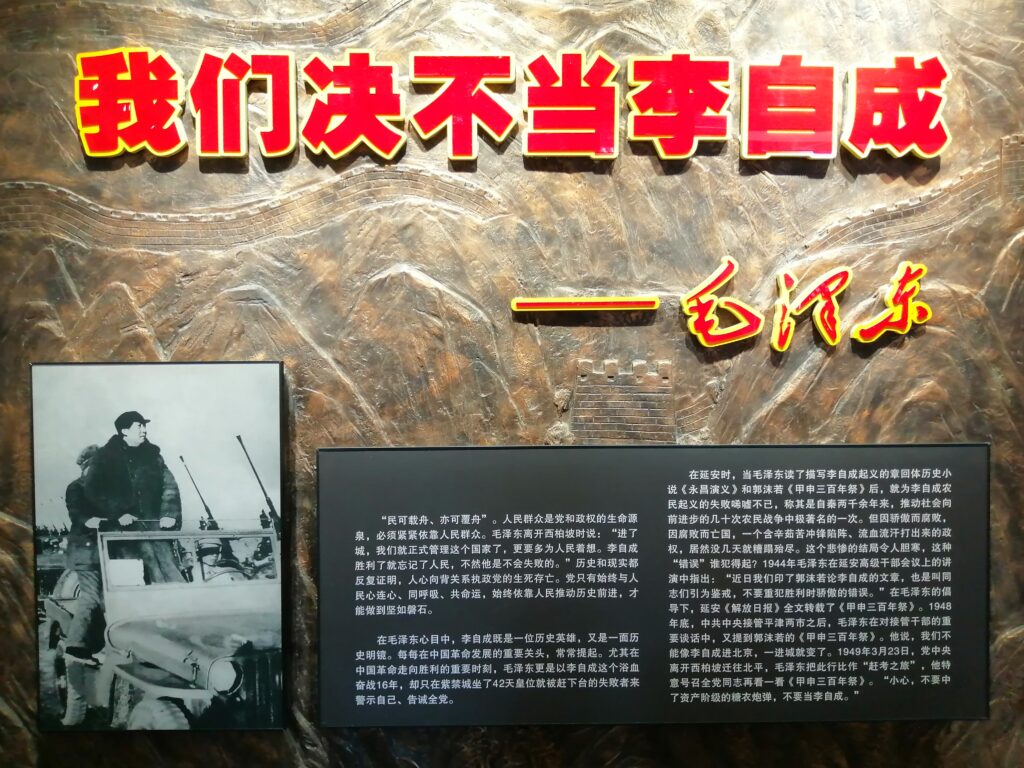 我们决不当李自成
——毛泽东
“民可载舟、亦可覆舟”。人民群众是党和政权的生命源
泉，必须紧紧依靠人民群众。毛泽东离开西柏坡时说：“进了
城，我们就正式管理这个国家了，更要多为人民着想。李自成
胜利了就忘记了人民，不然他是不会失败的。”历史和现实都
反复证明，人心向背关系执政党的生死存亡。党只有始终与人
民心连心、同呼吸、共命运，始终依靠人民推动历史前进，才
能做到坚如磐石。
在毛泽东心目中，李自成既是一位历史英雄，又是一面历
史明镜。每每在中国革命发展的重要关头，常常提起。尤其在
中国革命走向胜利的重要时刻，毛泽东更是以李自成这个浴血
奋战16年，却只在紫禁城坐了42天皇位就被赶下台的失败者来
警示自己、告诫全党。
在延安时，当毛泽东读了描写李自成起义的章回体历史小
说《永昌演义》和郭沫若《甲申三百年祭》后，就为李自成农
民起义的失败唏嘘不已，称其是自秦两千余年来，推动社会向
前进步的几十次农民战争中极著名的一次。但因骄傲而腐败，
因腐败而亡国，一个含辛茹苦冲锋陷阵、流血流汗打出来的政
权，居然没几天就糟蹋殆尽。这个悲惨的结局令人胆寒，这种
“错误”谁犯得起？1944年毛泽东在延安高级干部会议上的讲
演中指出：“近日我们印了郭沫若论李自成的文章，也是叫同
志们引为鉴戒，不要重犯胜利时骄傲的错误。”在毛泽东的倡
导下，延安《解放日报》全文转载了《甲申三百年祭》。1948
年底，中共中央接管平津两市之后，毛泽东在对接管干部的重
要谈话中，又提到郭沫若的《甲申三百年祭》。他说，我们不
能像李自成进北京，一进城就变了。1949年3月23日，党中央
离开西柏坡迁往北平，毛泽东把此行比作“赶考之旅”，他特
意号召全党同志再看一看《甲申三百年祭》。“小心，不要中
了资产阶级的糖衣炮弹，不要当李自成。”